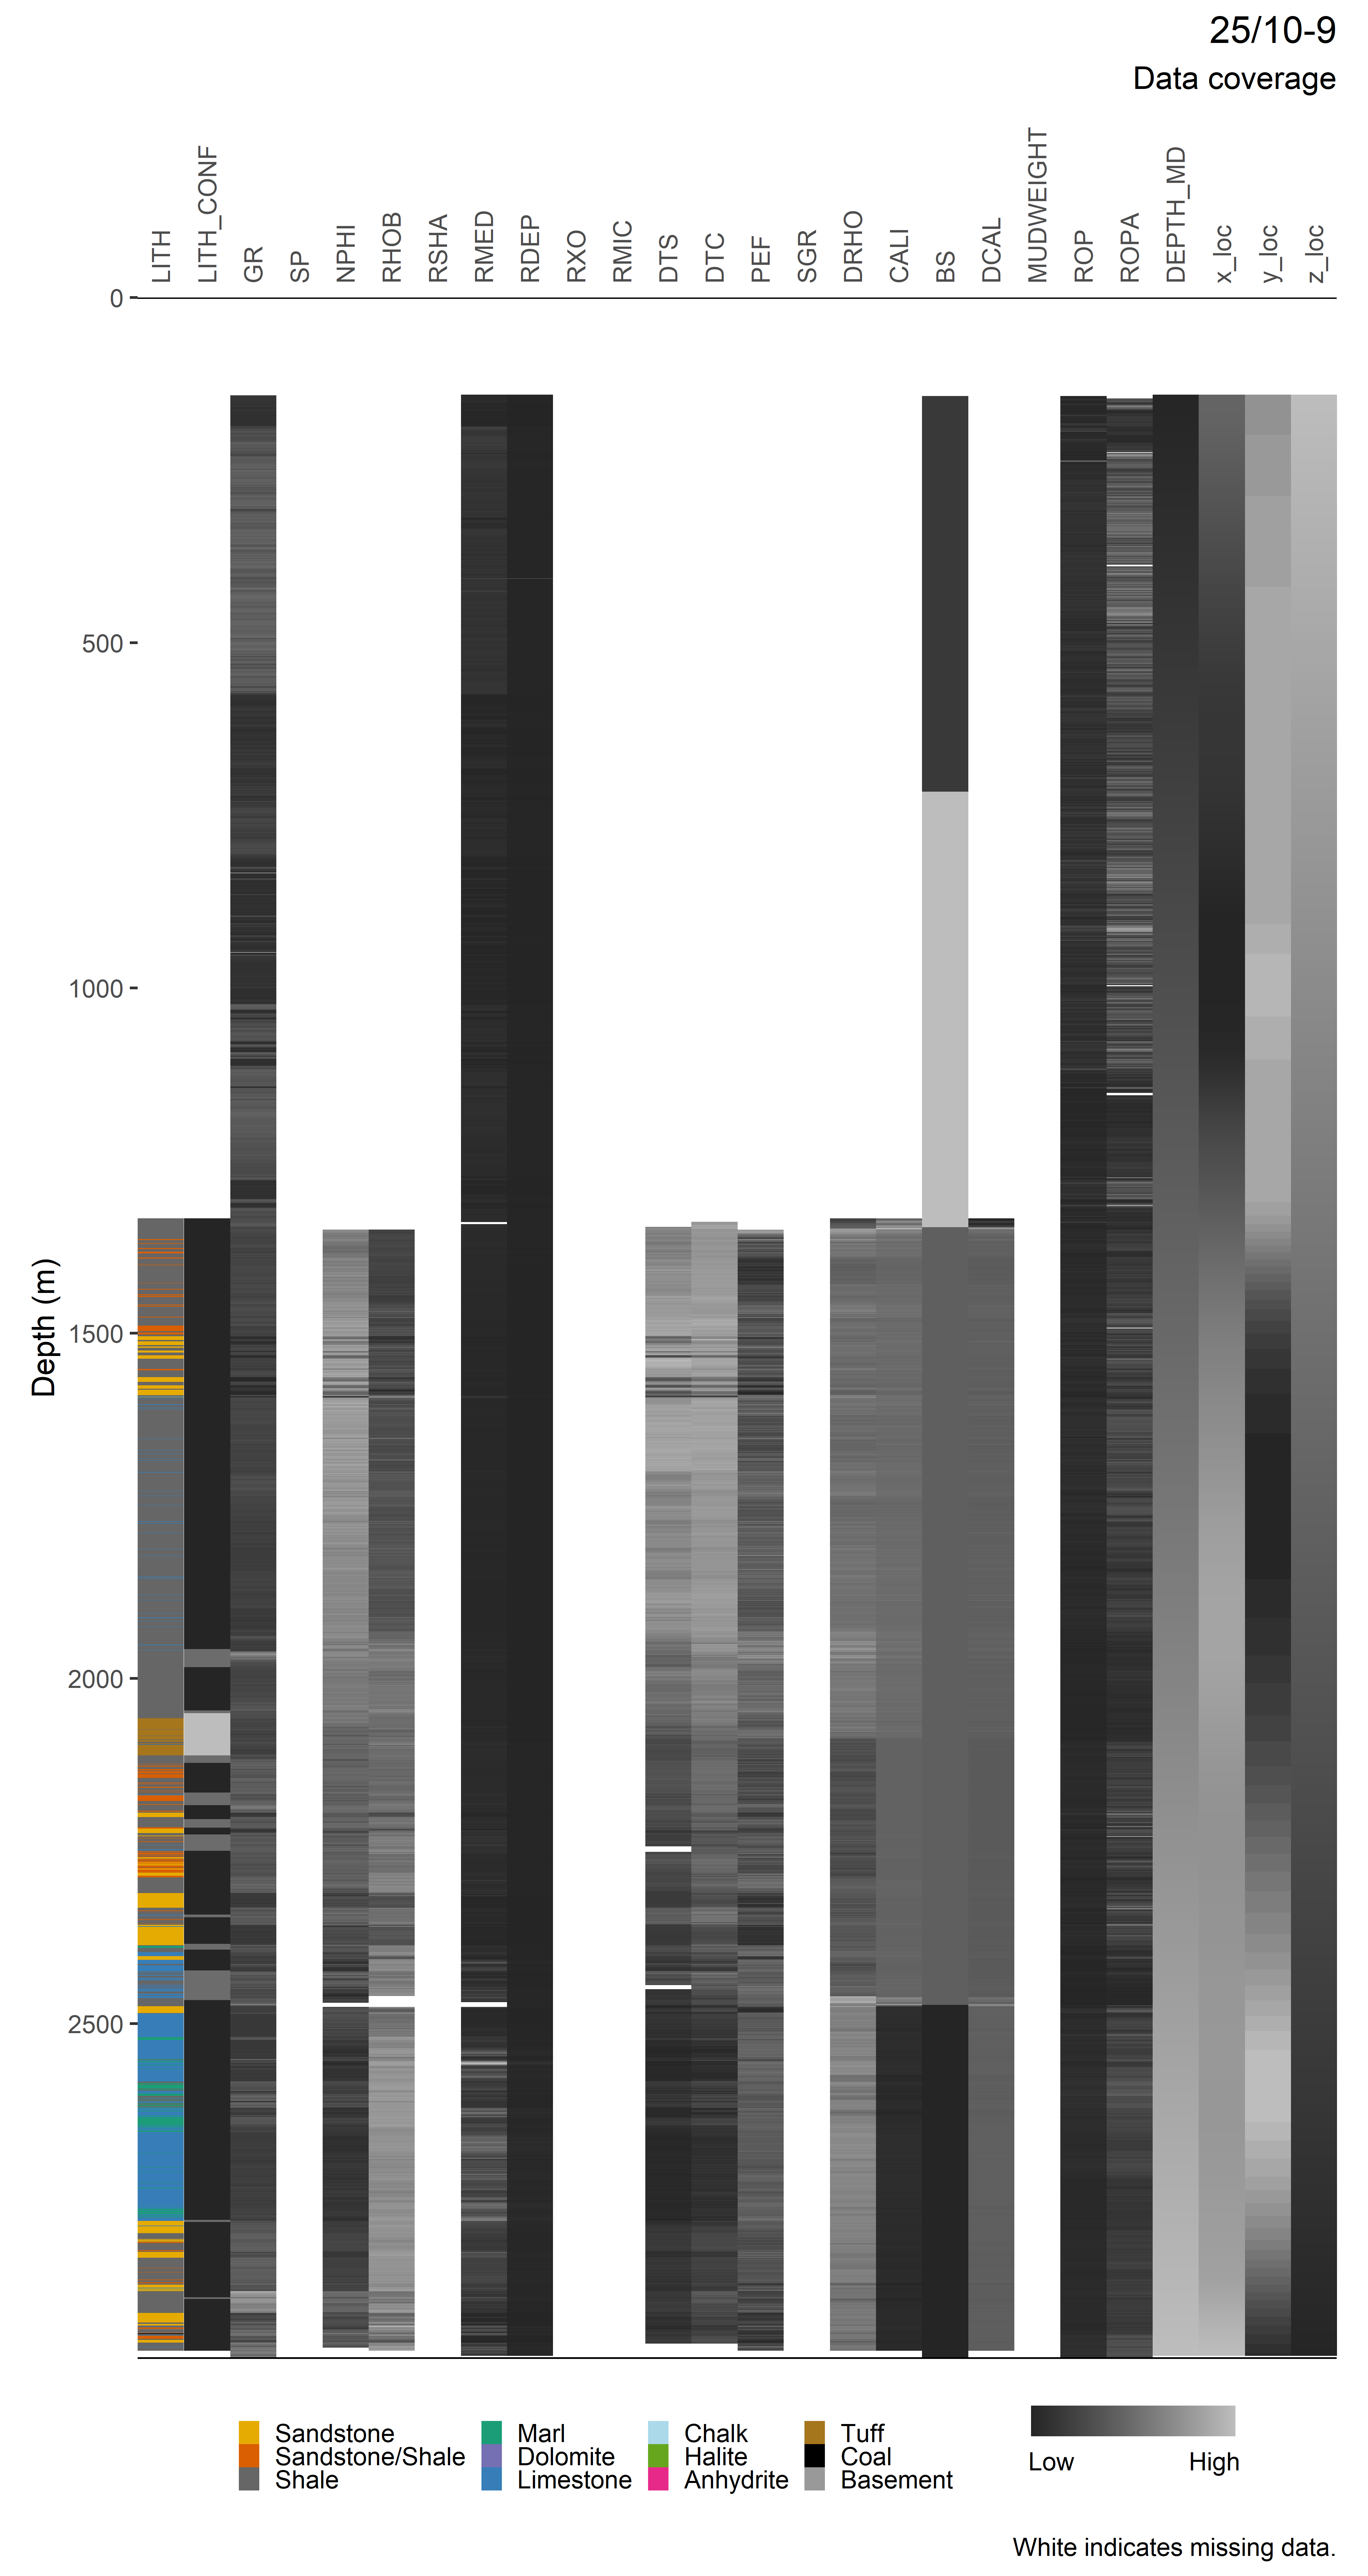 25/10-9
Data coverage
LITH
LITH_CONF
GR
SP
NPHI
RHOB
RSHA
RMED
RDEP
RXO
RMIC
DTS
DTC
PEF
SGR
DRHO
CALI
BS
DCAL
MUDWEIGHT
ROP
ROPA
DEPTH_MD
x_loc
y_loc
z_loc
0
500
1000
1500
2000
2500
Depth (m)
Sandstone
Sandstone/Shale
Shale
Marl
Dolomite
Limestone
Chalk
Halite
Anhydrite
Tuff
Coal
Basement
Low High
White indicates missing data.